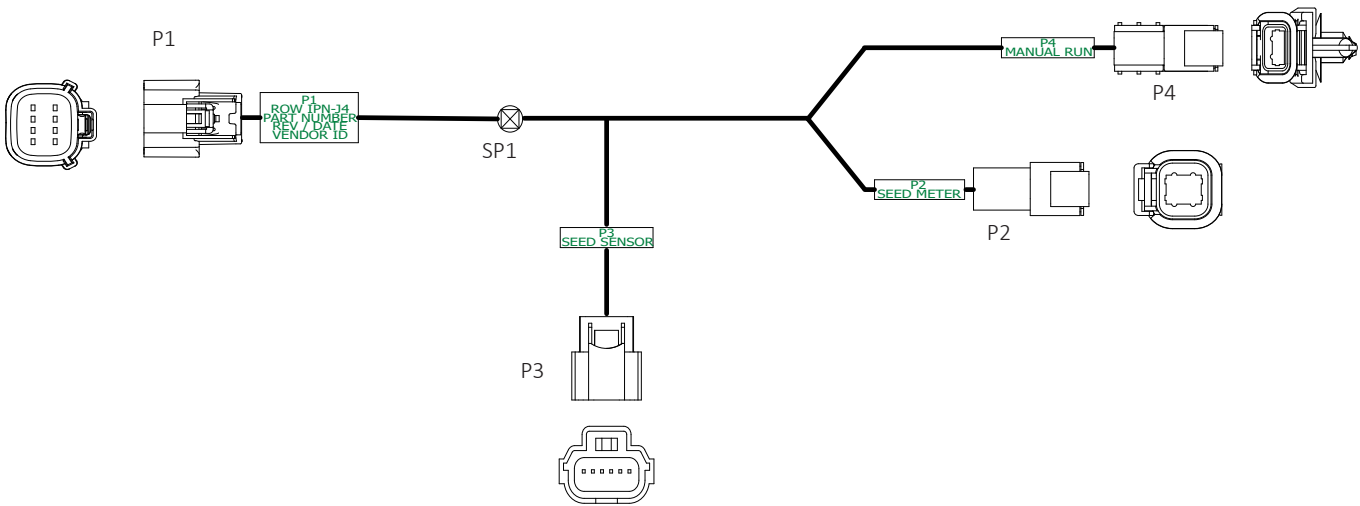 P1
P1
ROW IPN-J4
PART NUMBER
REV / DATE
VENDOR ID
SP1
P4
MANUAL RUN
P4
P2
SEED METER
P2
P3
SEED SENSOR
P3